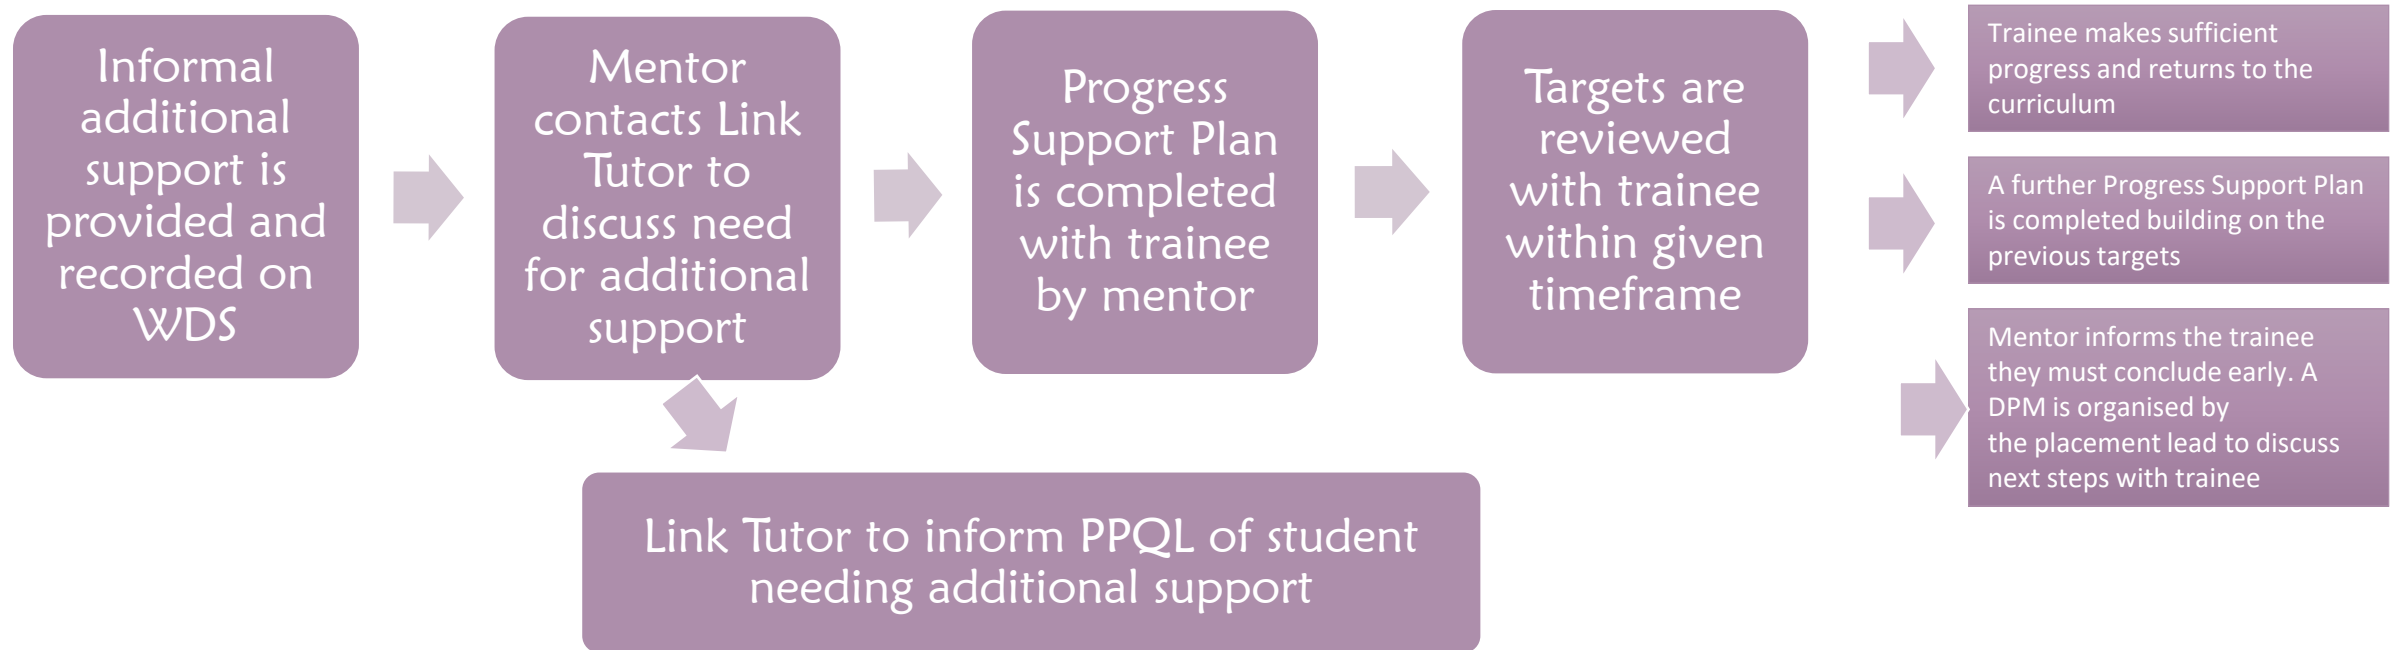 Informal
additional
support is
provided and
recorded on
WDS
Mentor
contacts Link
Tutor to
discuss need
for additional
support
Progress
Support Plan
is completed
with trainee
by mentor
Targets are
reviewed
with trainee
within given
timeframe
Trainee makes sufficient
progress and returns to the
curriculum
A further Progress Support Plan
is completed building on the
previous targets
Mentor informs the trainee
they must conclude early. A
DPM is organised by
the placement lead to discuss
next steps with trainee
Link Tutor to inform PPQL of student
needing additional support